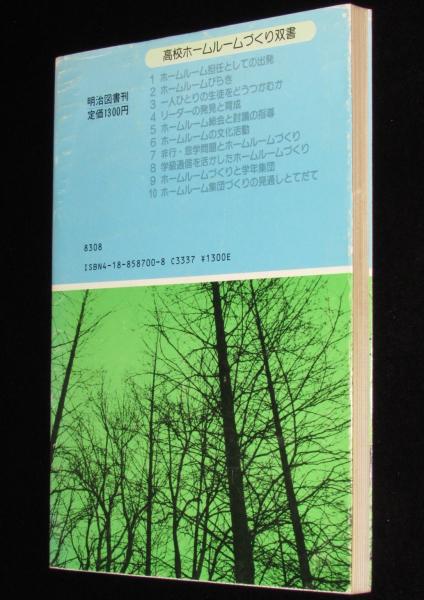 高校ホームルームづくり双書
1 ホームルーム担任としての出発
2 ホームルームびらき
3 一人ひとりの生徒をどうつかむか
4 リーダーの発見と育成
5 ホームルーム総会と討議の指導
6 ホームルームの文化活動
7 非行・怠学問題とホームルームづくり
8 学級通信を活かしたホームルームづくり
9 ホームルームづくりと学年集団
10 ホームルーム集団づくりの見通しとてだて
明治図書刊
定価1300円
8308
ISBN4-18-858700-8 C3337 ¥1300E